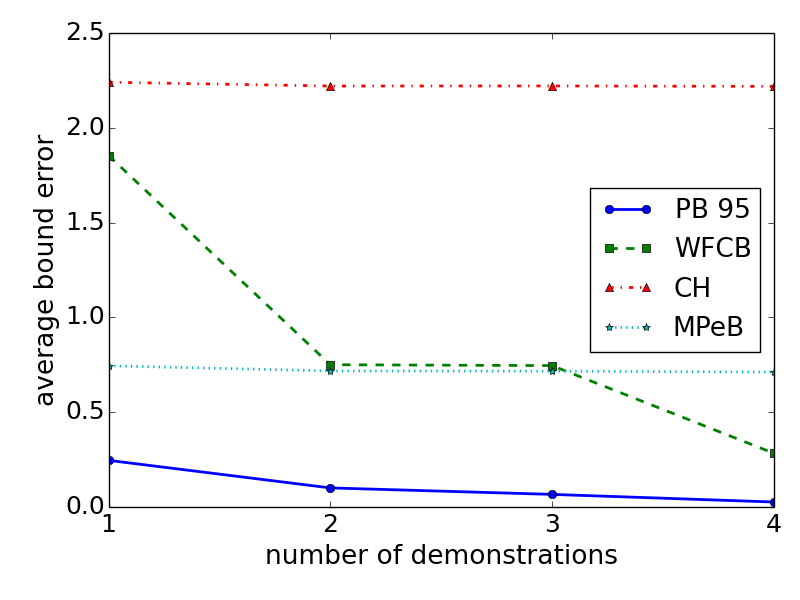 average bound error
2.5
2.0
1.5
1.0
0.5
0.0
PB 95
WFCB
CH
MPeB
1 2 3 4
number of demonstrations